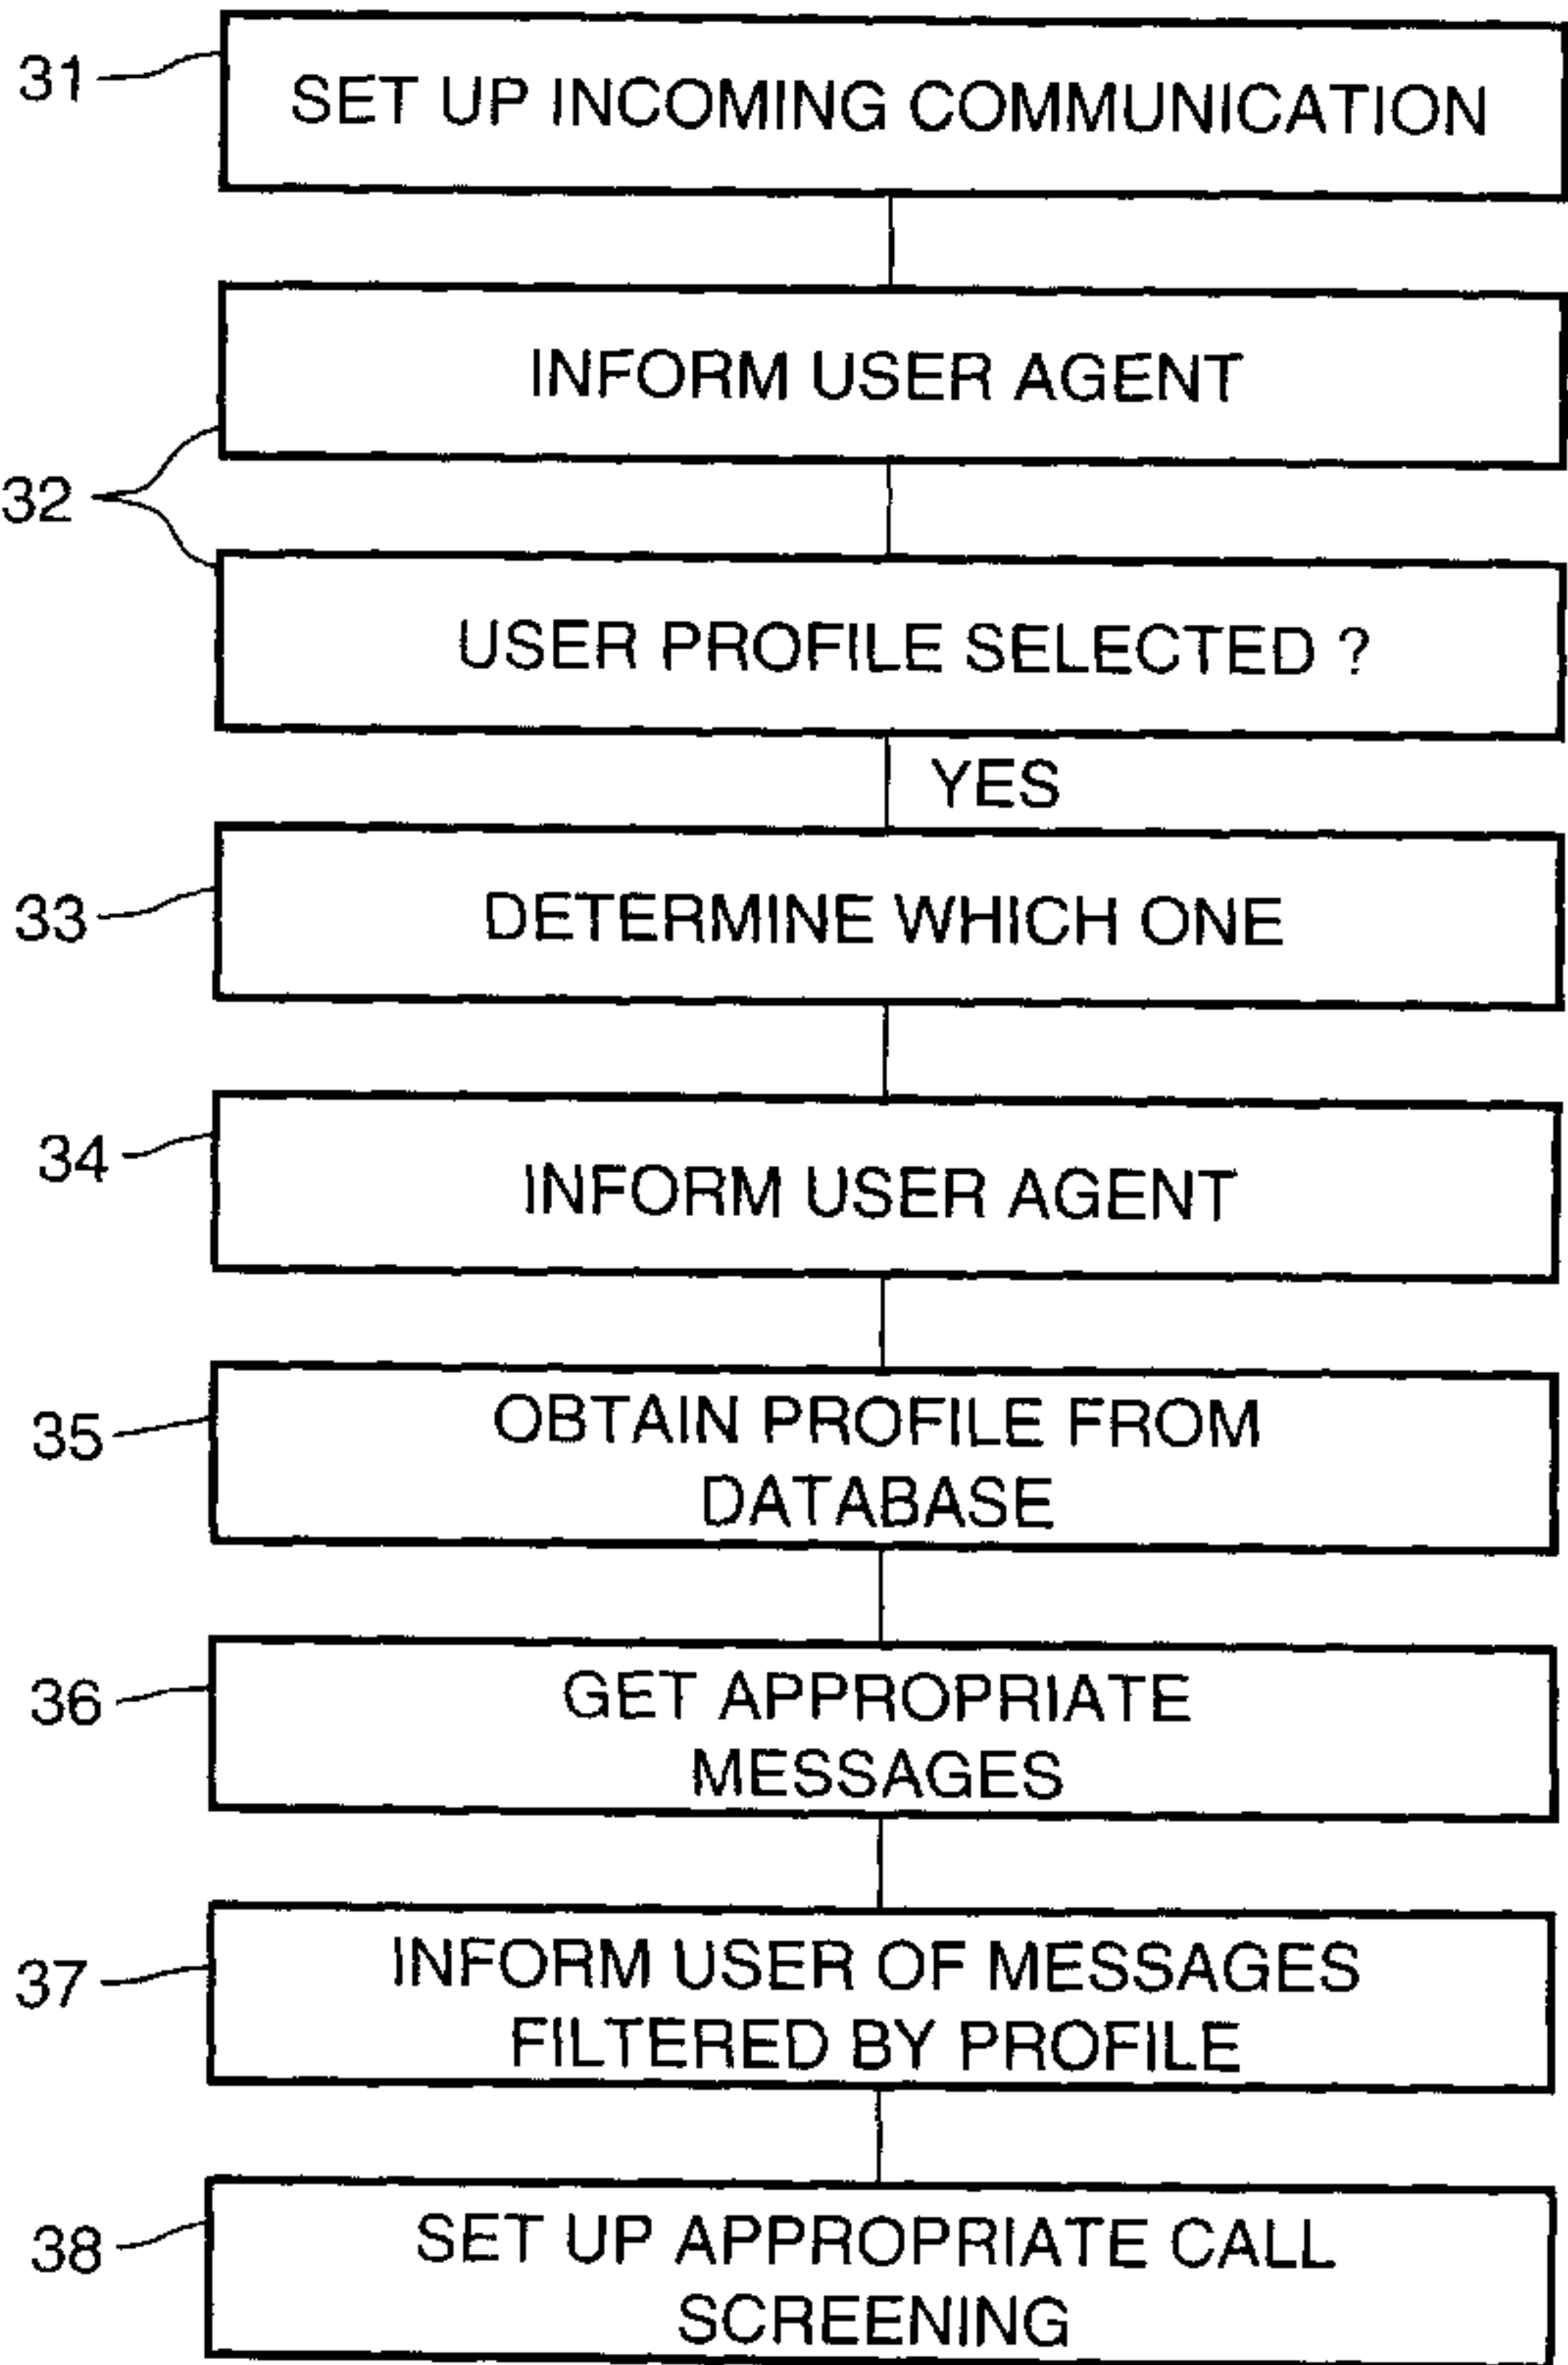 31
SET UP INCOMING COMMUNICATION
INFORM USER AGENT
32
USER PROFILE SELECTED ?
YES
33
DETERMINE WHICH ONE
34
INFORM USER AGENT
35
OBTAIN PROFILE FROM
DATABASE
36
GET APPROPRIATE
MESSAGES
37
INFORM USER OF MESSAGES
FILTERED BY PROFILE
38
SET UP APPROPRIATE CALL
SCREENING